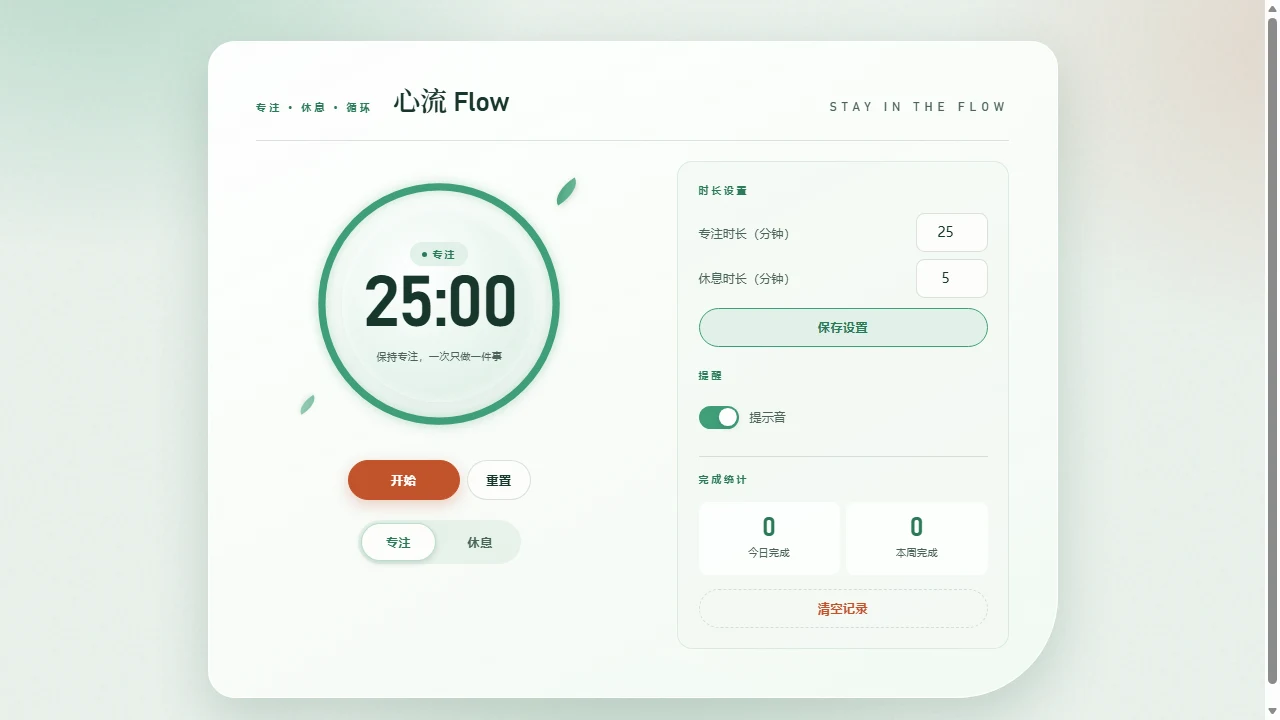 专注 • 休息 • 循环
心流 Flow
STAY IN THE FLOW
专注
25:00
保持专注，一次只做一件事
开始
重置
专注
休息
时长设置
专注时长（分钟）
25
休息时长（分钟）
5
保存设置
提醒
提示音
完成统计
0
今日完成
0
本周完成
清空记录